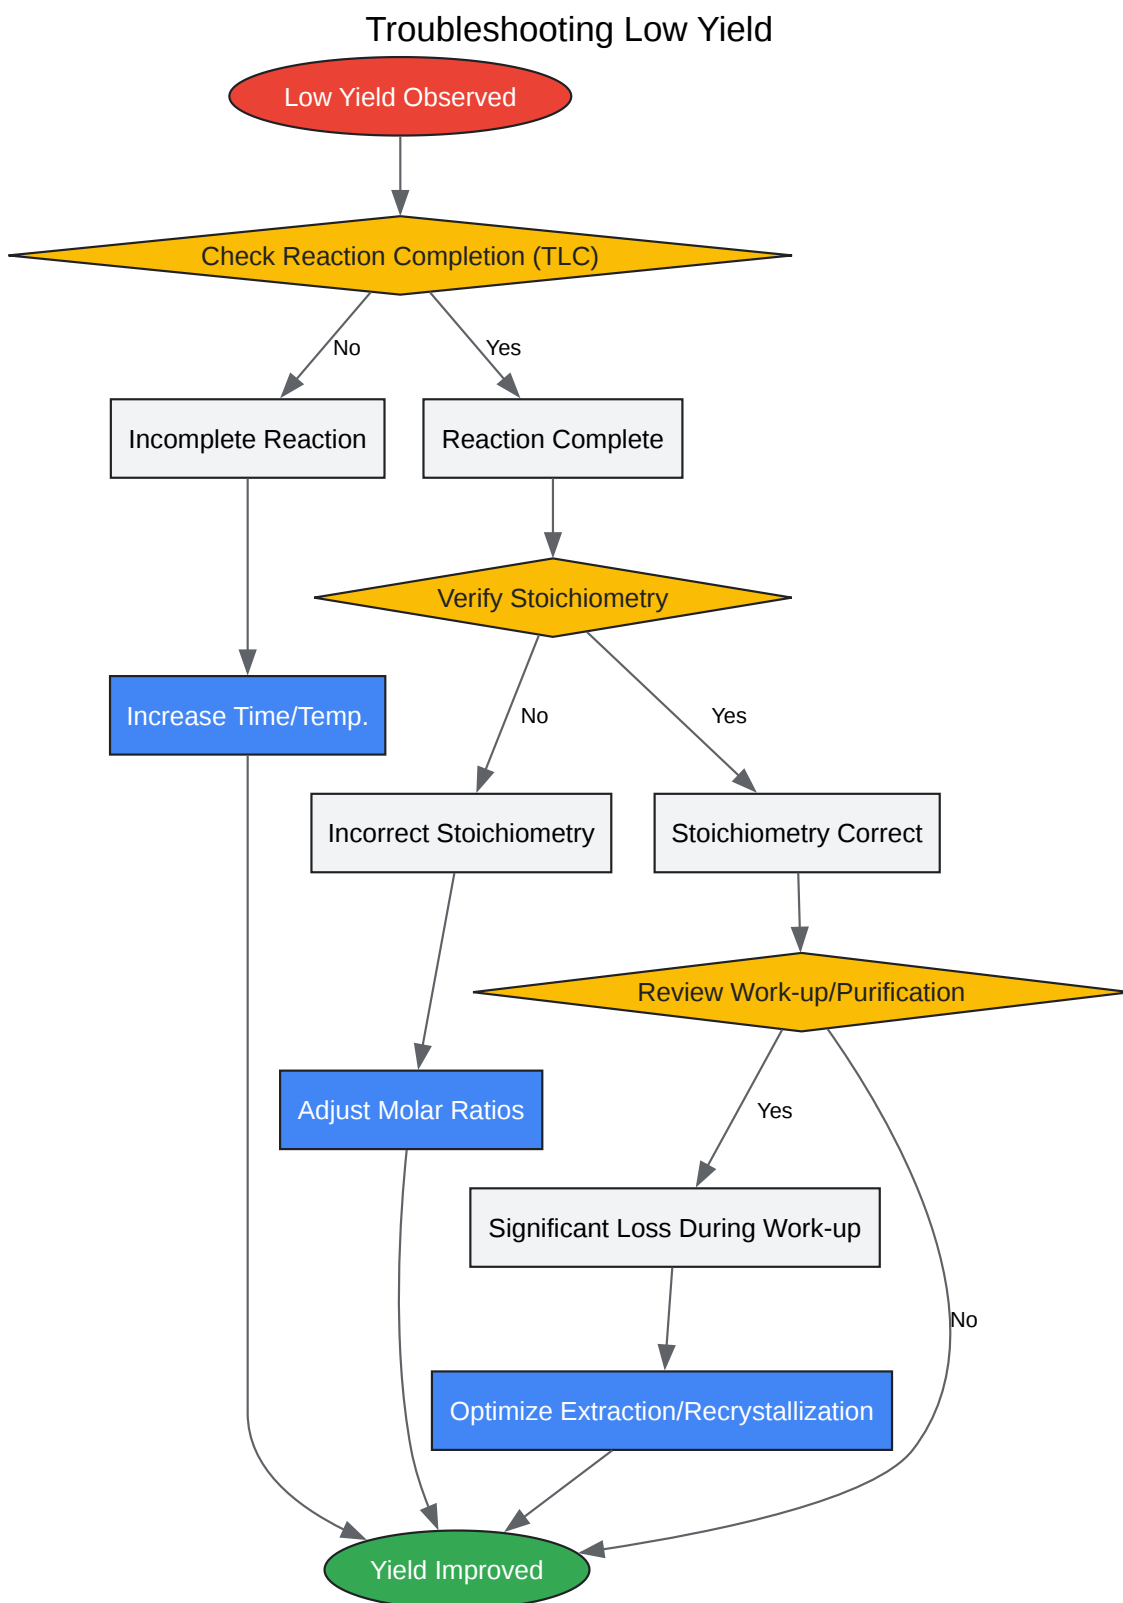 Troubleshooting Low Yield
Low Yield Observed
Check Reaction Completion (TLC)
No
Yes
Incomplete Reaction
Reaction Complete
Verify Stoichiometry
Increase Time/Temp.
No
Yes
Incorrect Stoichiometry
Stoichiometry Correct
Review Work-up/Purification
Adjust Molar Ratios
Yes
Significant Loss During Work-up
No
Optimize Extraction/Recrystallization
Yield Improved